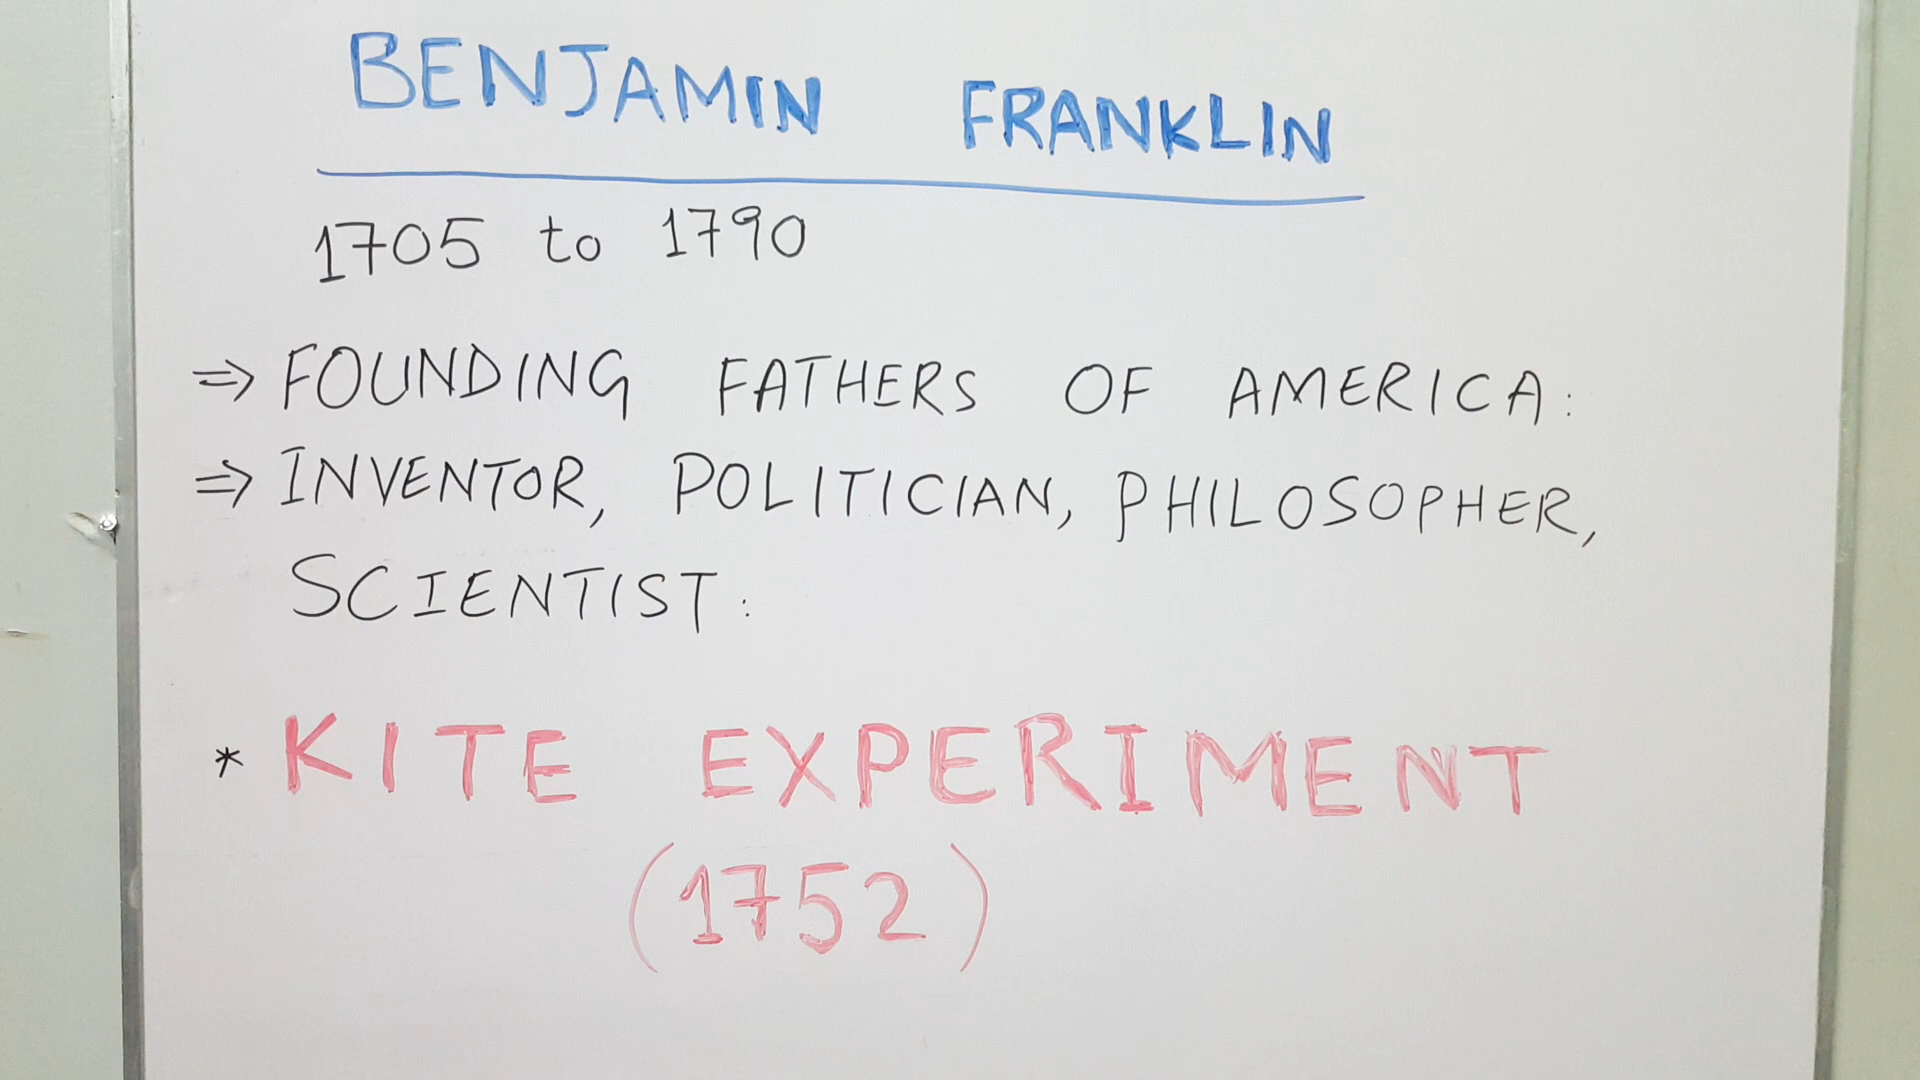 BENJAMIN FRANKLIN
1705 to 1790
⇒ FOUNDING FATHERS OF AMERICA:
⇒ INVENTOR, POLITICIAN, PHILOSOPHER,
SCIENTIST:
* KITE EXPERIMENT
(1752)